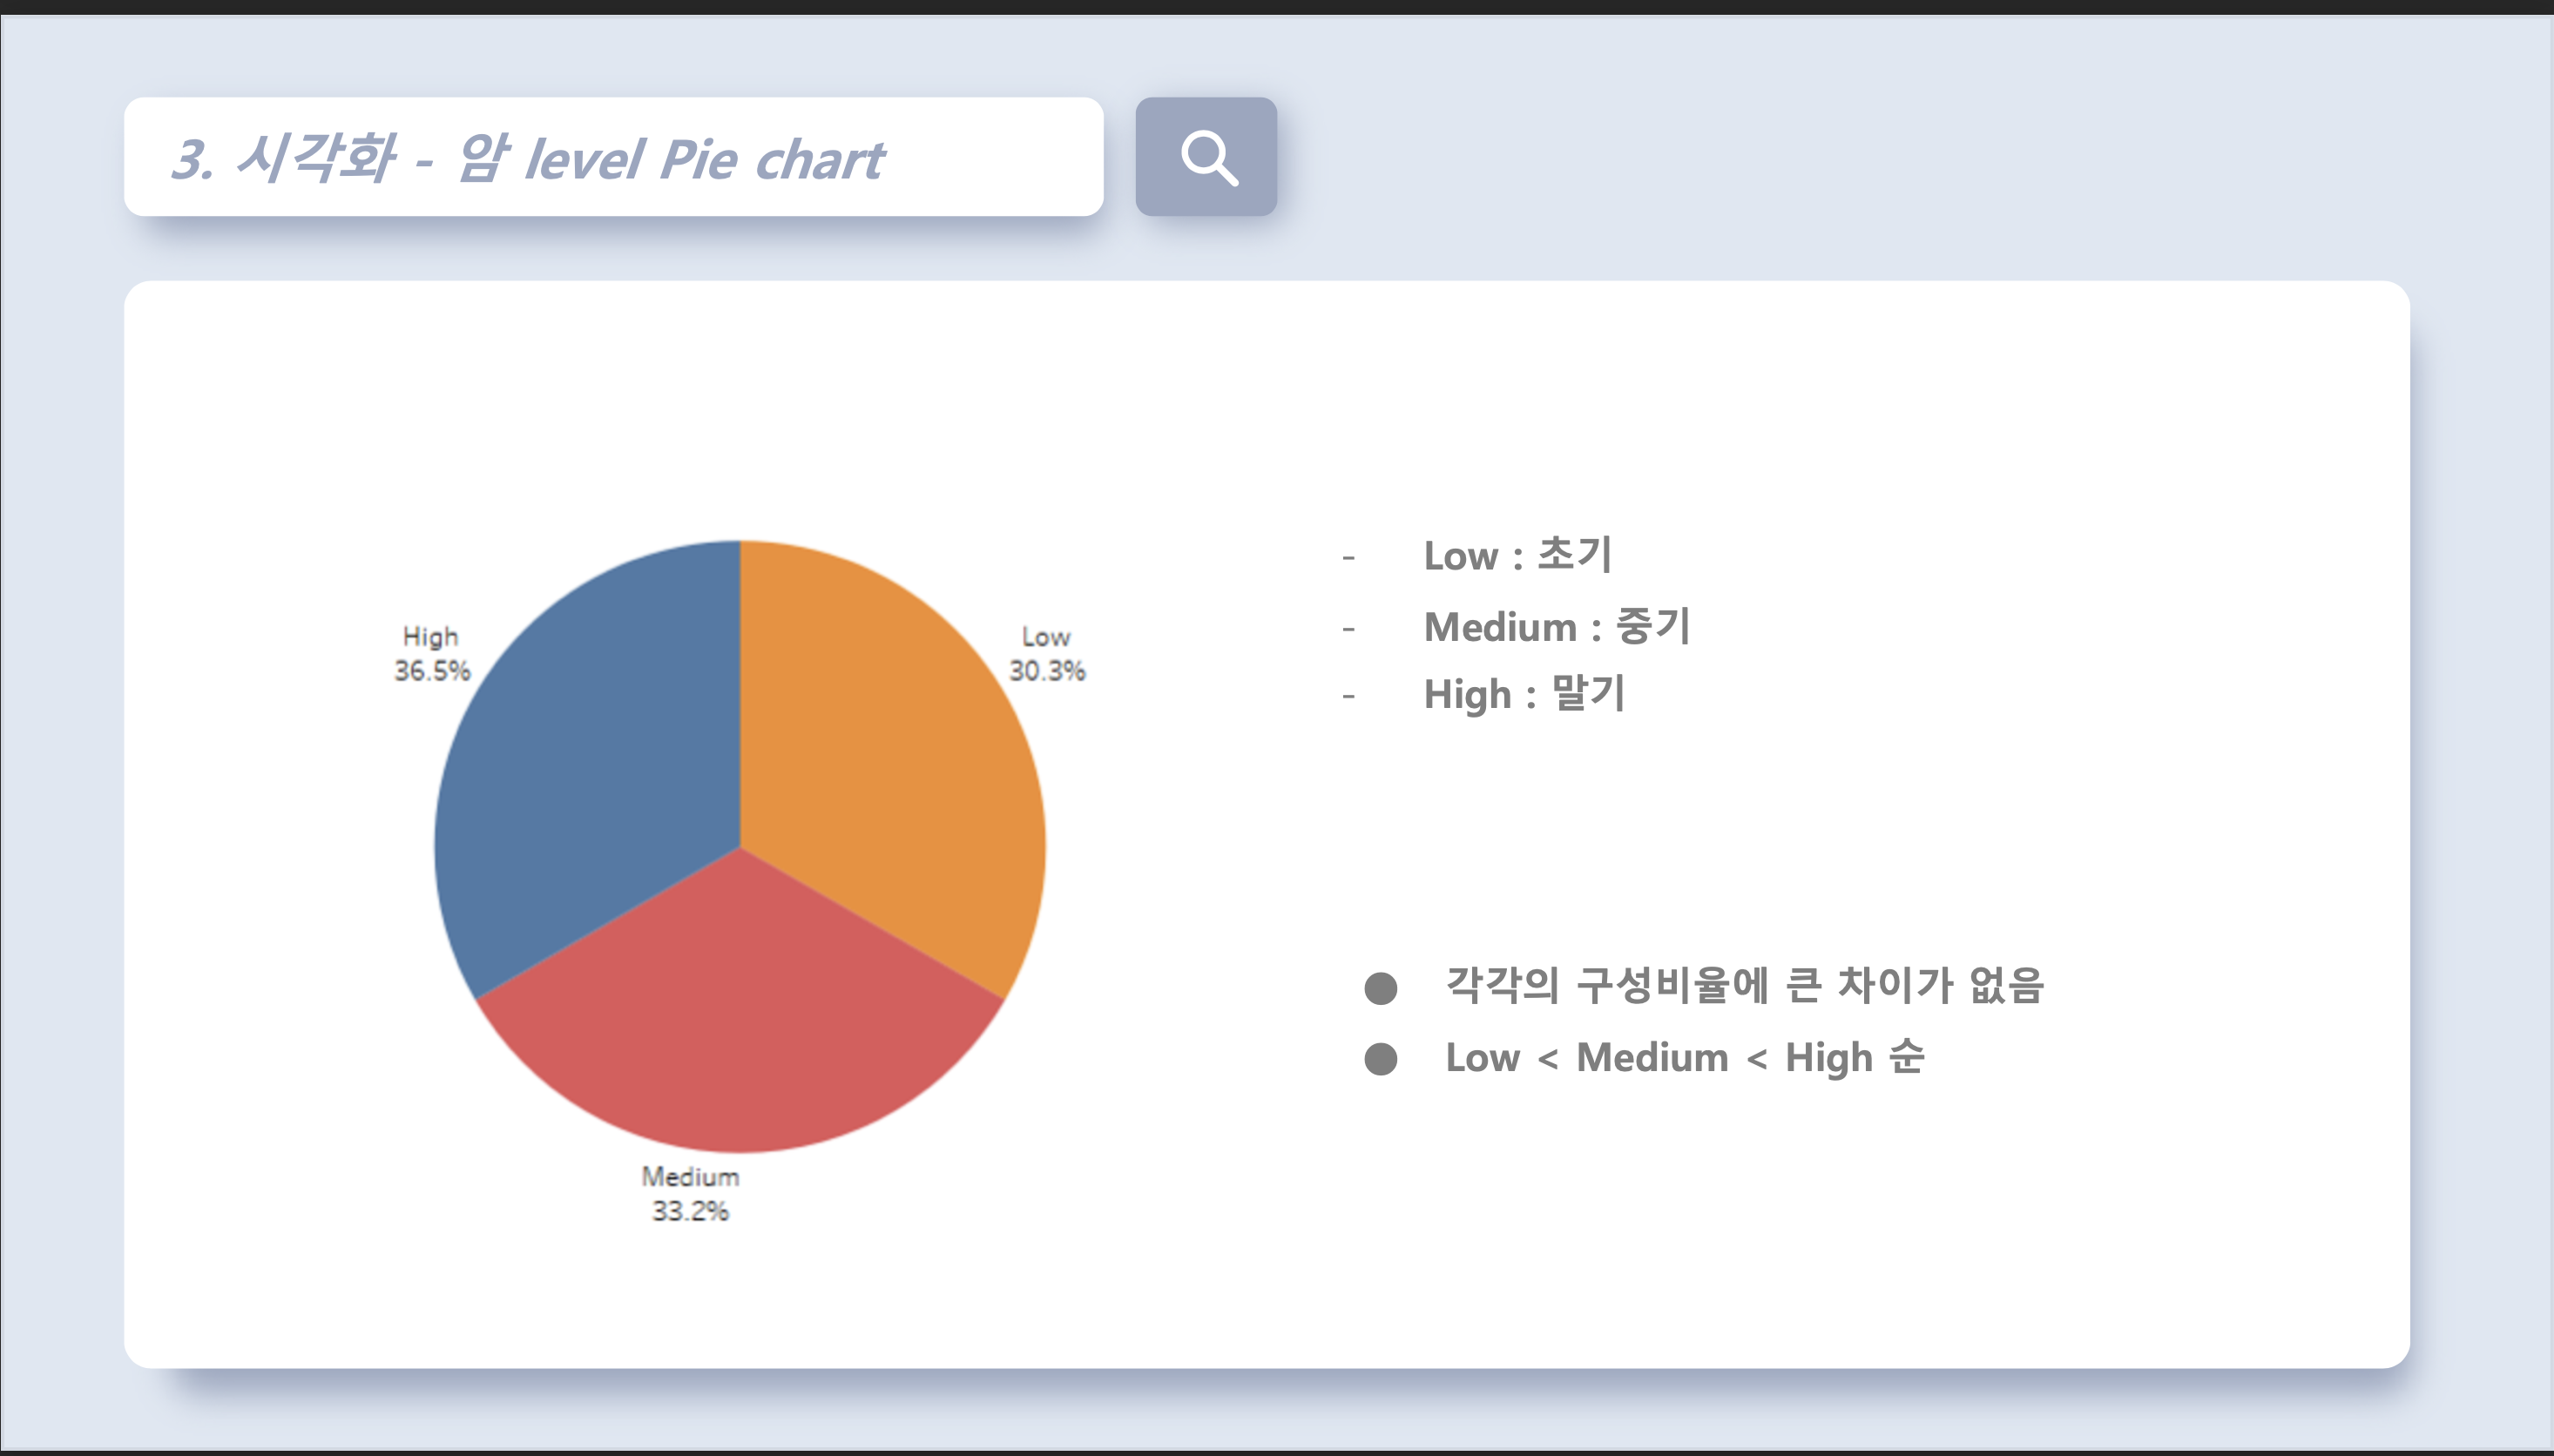 3. 시각화 - 암 level Pie chart
High
36.5%
Low
30.3%
Medium
33.2%
- Low : 초기
- Medium : 중기
- High : 말기
● 각각의 구성비율에 큰 차이가 없음
● Low < Medium < High 순